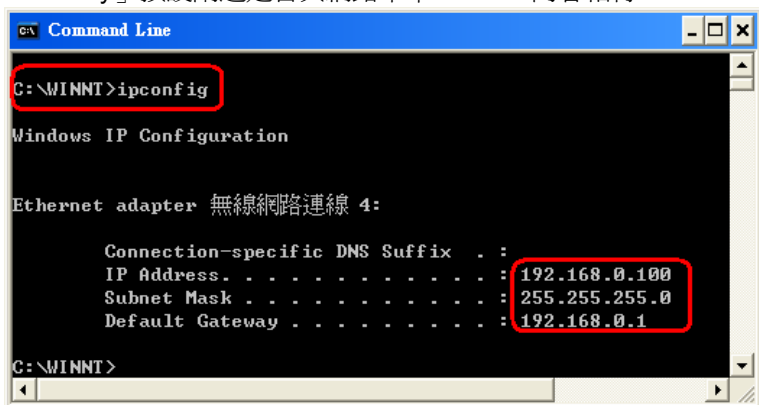 Command Line
C:\WINNT>ipconfig
Windows IP Configuration
Ethernet adapter 無線網路連線 4:
Connection-specific DNS Suffix . :
IP Address. . . . . . . . . . . . : 192.168.0.100
Subnet Mask . . . . . . . . . . . : 255.255.255.0
Default Gateway . . . . . . . . . : 192.168.0.1
C:\WINNT>